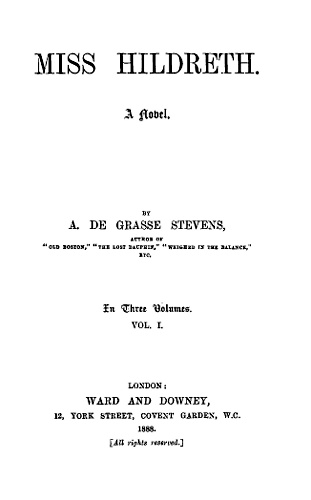 MISS HILDRETH.
A Novel.
BY
A. DE GRASSE STEVENS,
AUTHOR OF
"OLD BOSTON," "THE LOST DAUPHIN," "WEIGHED IN THE BALANCE,"
ETC.
In Three Volumes.
VOL. I.
LONDON:
WARD AND DOWNEY,
12, YORK STREET, COVENT GARDEN, W.C.
1888.
[All rights reserved.]